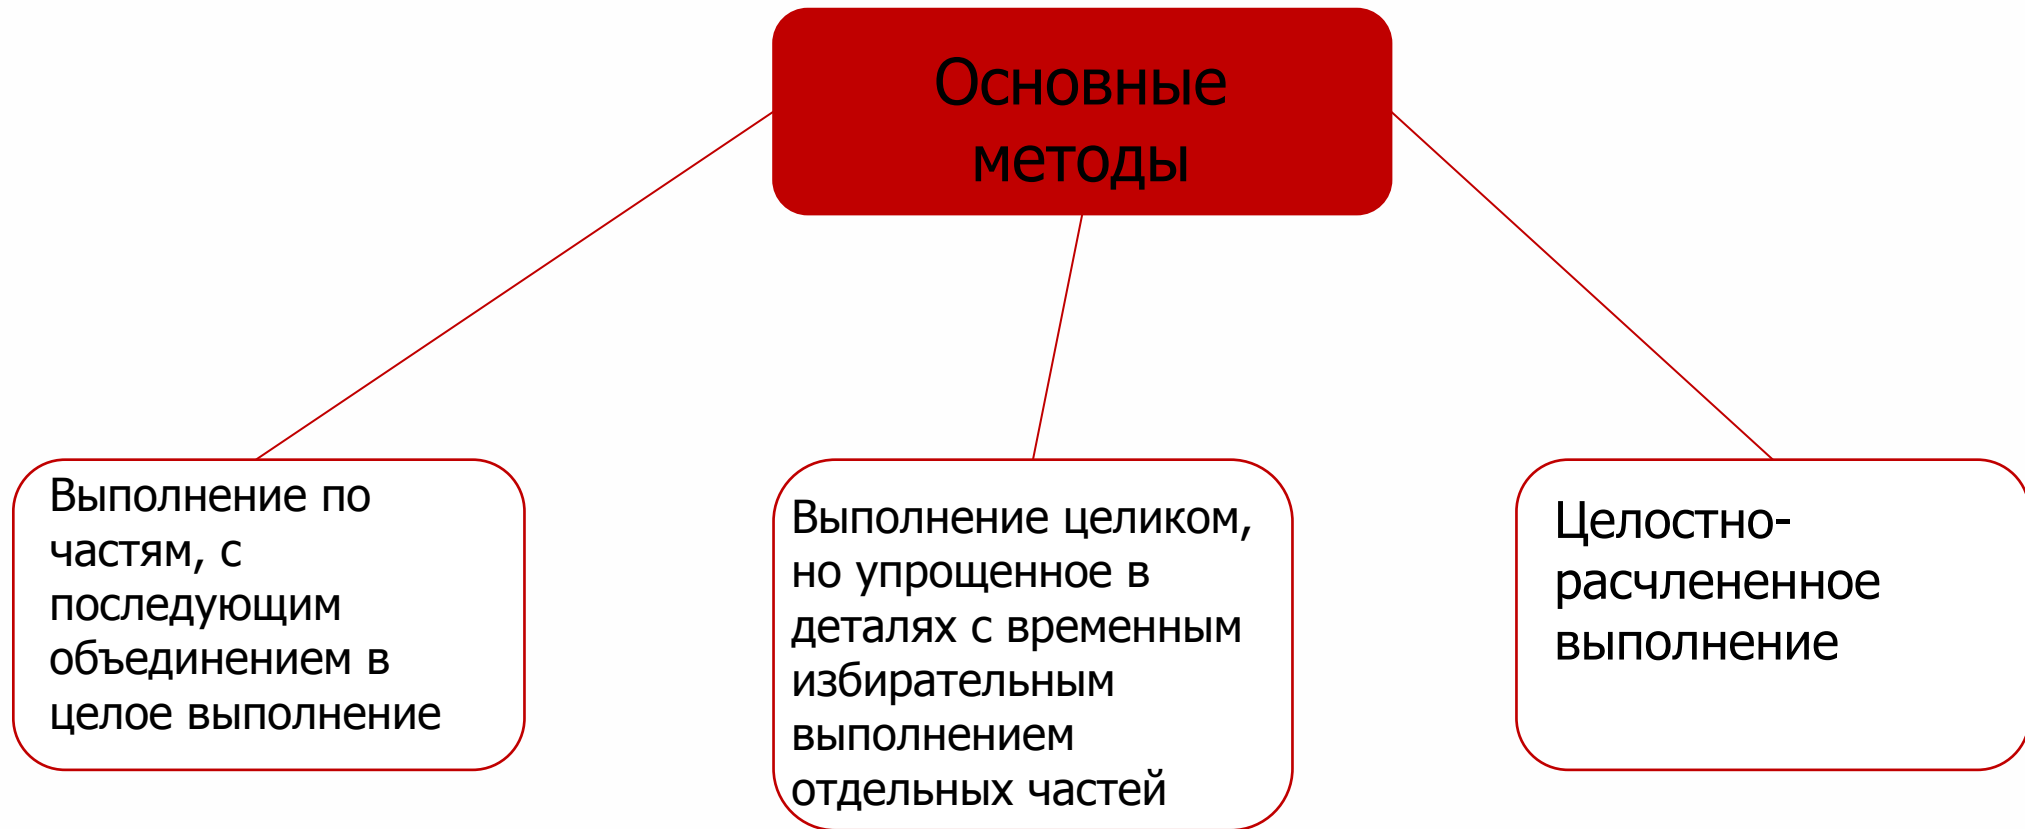 Основные
методы
Выполнение по
частям, с
последующим
объединением в
целое выполнение
Выполнение целиком,
но упрощенное в
деталях с временным
избирательным
выполнением
отдельных частей
Целостно-
расчлененное
выполнение